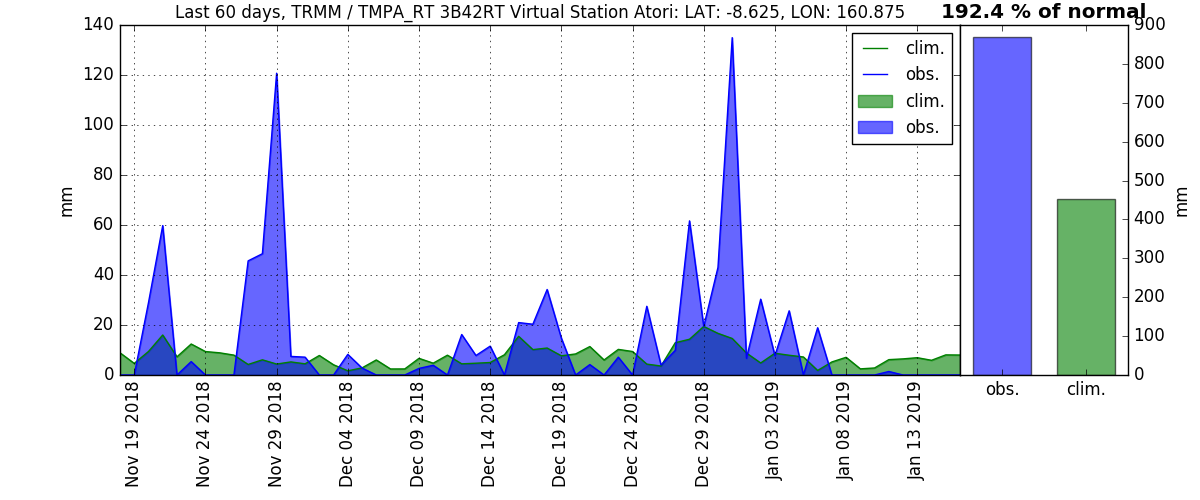 Last 60 days, TRMM / TMPA_RT 3B42RT Virtual Station Atori: LAT: -8.625, LON: 160.875
192.4 % of normal
140
120
100
80
60
40
20
0
mm
clim.
obs.
clim.
obs.
900
800
700
600
500
400
300
200
100
0
mm
Nov 19 2018
Nov 24 2018
Nov 29 2018
Dec 04 2018
Dec 09 2018
Dec 14 2018
Dec 19 2018
Dec 24 2018
Dec 29 2018
Jan 03 2019
Jan 08 2019
Jan 13 2019
obs.
clim.